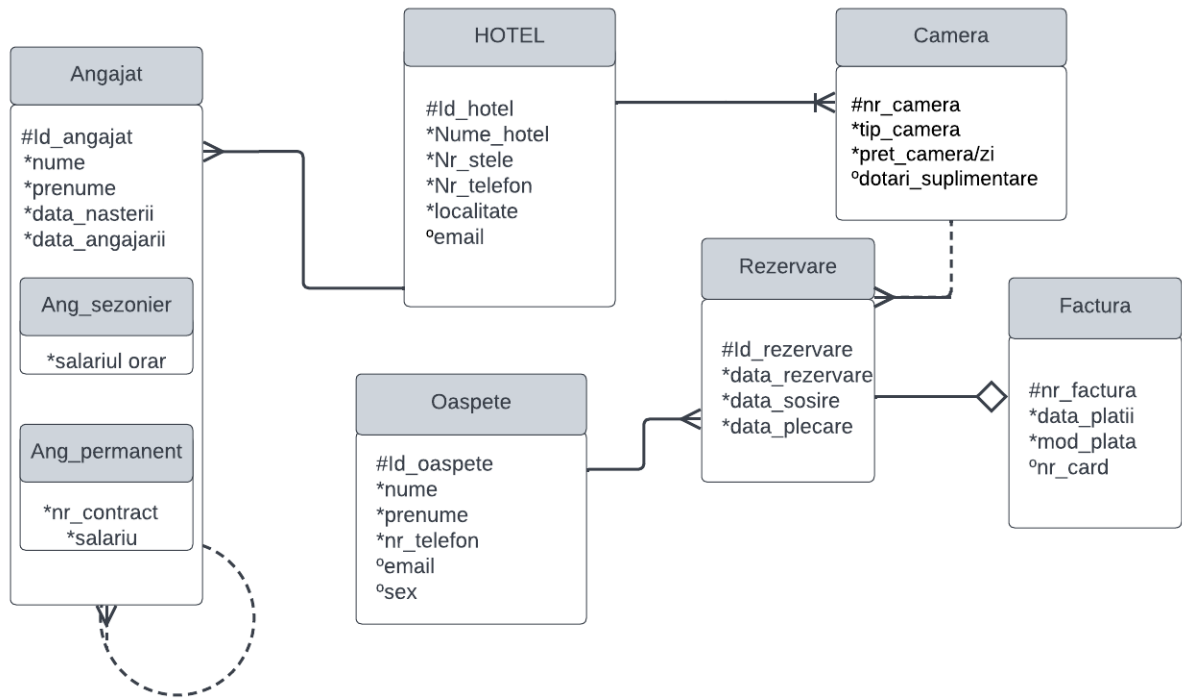 Angajat
#Id_angajat
*nume
*prenume
*data_nasterii
*data_angajarii
Ang_sezonier
*salariul orar
Ang_permanent
*nr_contract
*salariu
HOTEL
#Id_hotel
*Nume_hotel
*Nr_stele
*Nr_telefon
*localitate
ºemail
Camera
#nr_camera
*tip_camera
*pret_camera/zi
ºdotari_suplimentare
Rezervare
#Id_rezervare
*data_rezervare
*data_sosire
*data_plecare
Factura
#nr_factura
*data_platii
*mod_plata
ºnr_card
Oaspete
#Id_oaspete
*nume
*prenume
*nr_telefon
ºemail
ºsex